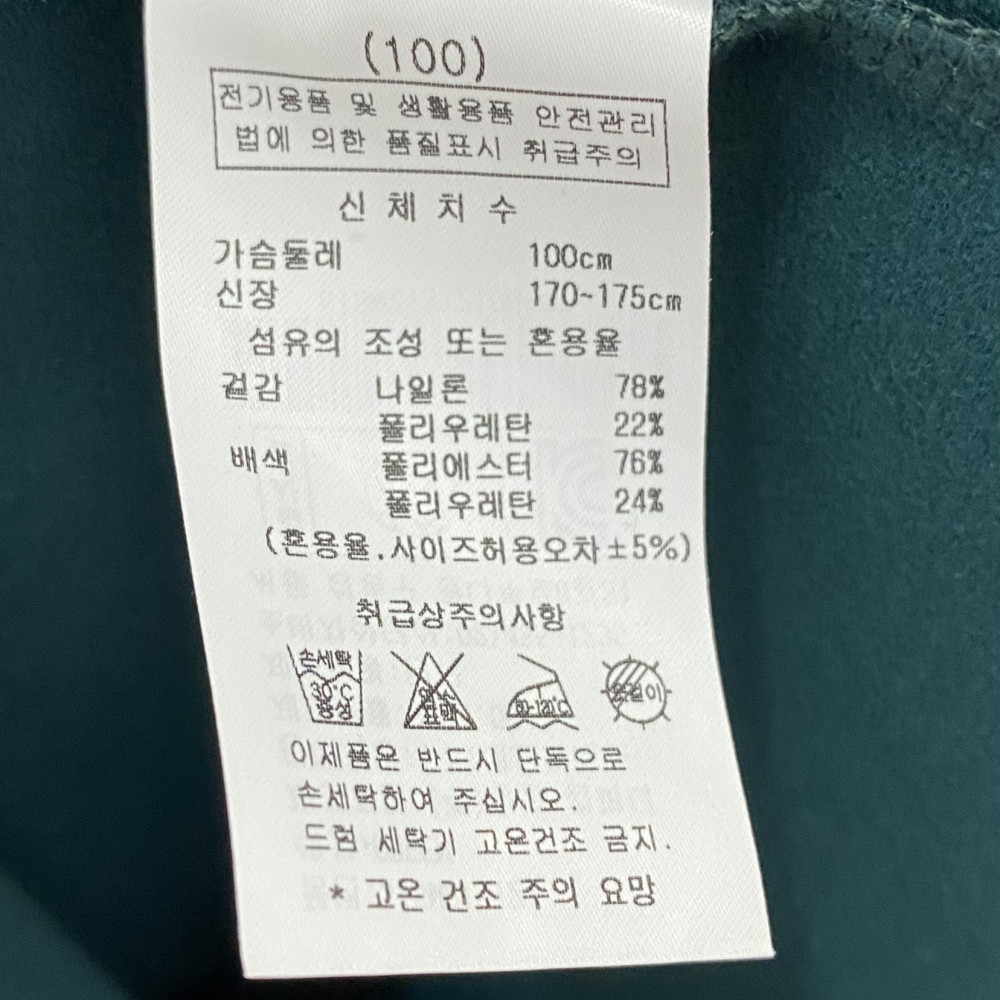 (100)
전기용품 및 생활용품 안전관리
법에 의한 품질표시 취급주의
신 체 치 수
가슴둘레 100cm
신장 170~175cm
섬유의 조성 또는 혼용율
겉감 나일론 78%
폴리우레탄 22%
배색 폴리에스터 76%
폴리우레탄 24%
(혼용율.사이즈허용오차±5%)
취급상주의사항
손세탁
30°C
중성
이제품은 반드시 단독으로
손세탁하여 주십시오.
드럼 세탁기 고온건조 금지.
* 고온 건조 주의 요망